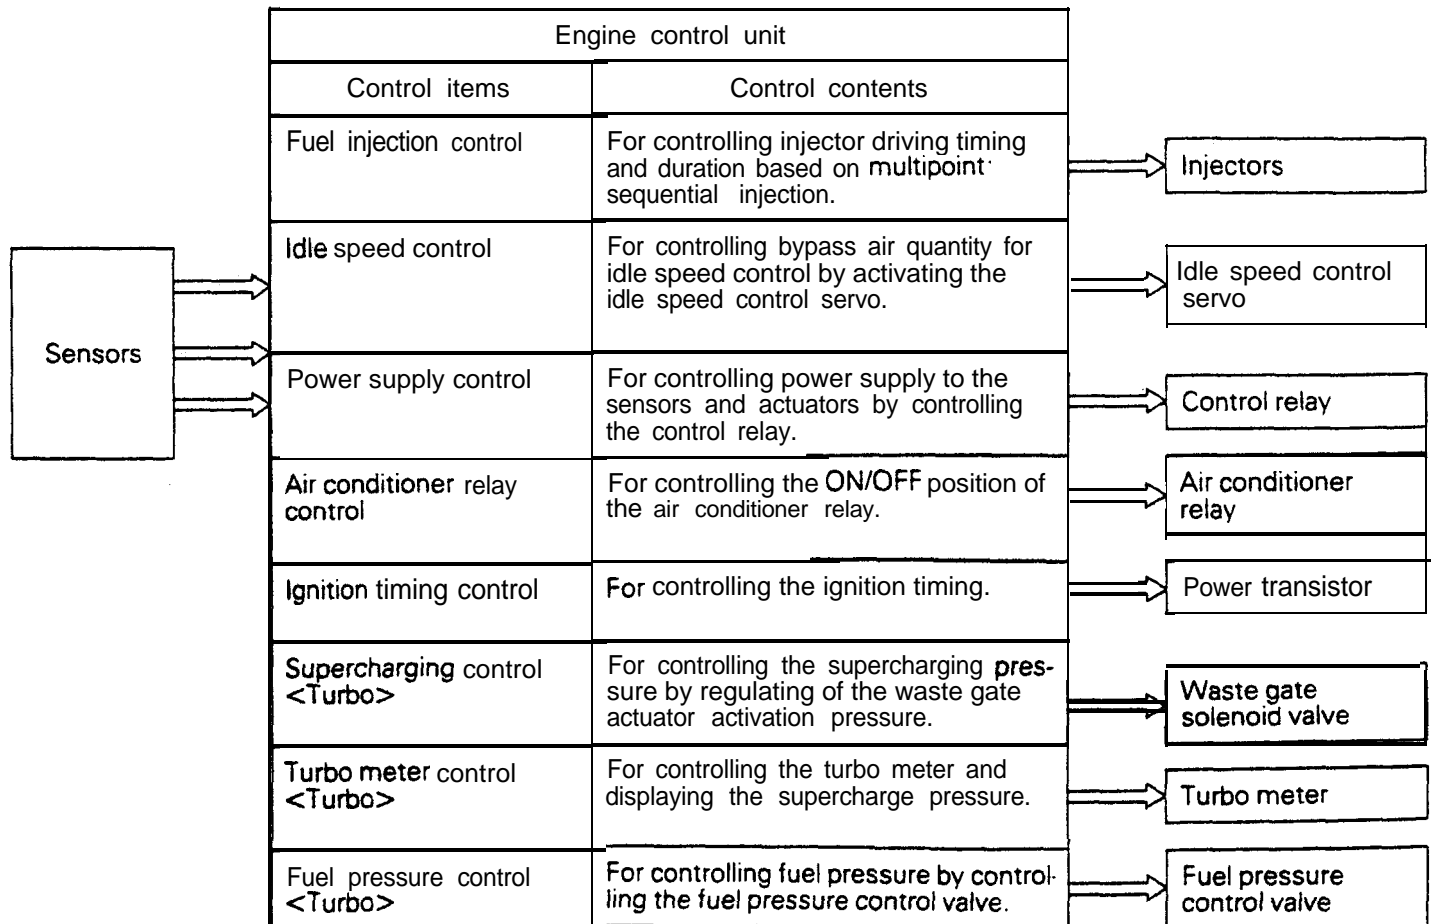 Engine control unit
Control items
Control contents
Fuel injection control
For controlling injector driving timing
and duration based on multipoint
sequential injection.
Injectors
Idle speed control
For controlling bypass air quantity for
idle speed control by activating the
idle speed control servo.
Idle speed control
servo
Sensors
Power supply control
For controlling power supply to the
sensors and actuators by controlling
the control relay.
Control relay
Air conditioner relay
control
For controlling the ON/OFF position of
the air conditioner relay.
Air conditioner
relay
Ignition timing control
For controlling the ignition timing.
Power transistor
Supercharging control
<Turbo>
For controlling the supercharging pres-
sure by regulating of the waste gate
actuator activation pressure.
Waste gate
solenoid valve
Turbo meter control
<Turbo>
For controlling the turbo meter and
displaying the supercharge pressure.
Turbo meter
Fuel pressure control
<Turbo>
For controlling fuel pressure by control-
ling the fuel pressure control valve.
Fuel pressure
control valve